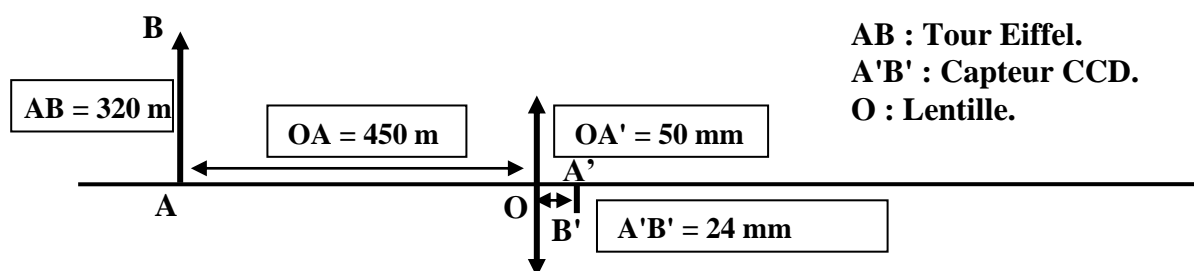 B
AB : Tour Eiffel.
A'B' : Capteur CCD.
O : Lentille.
AB = 320 m
OA = 450 m
OA' = 50 mm
A’
A
O
B'
A'B' = 24 mm